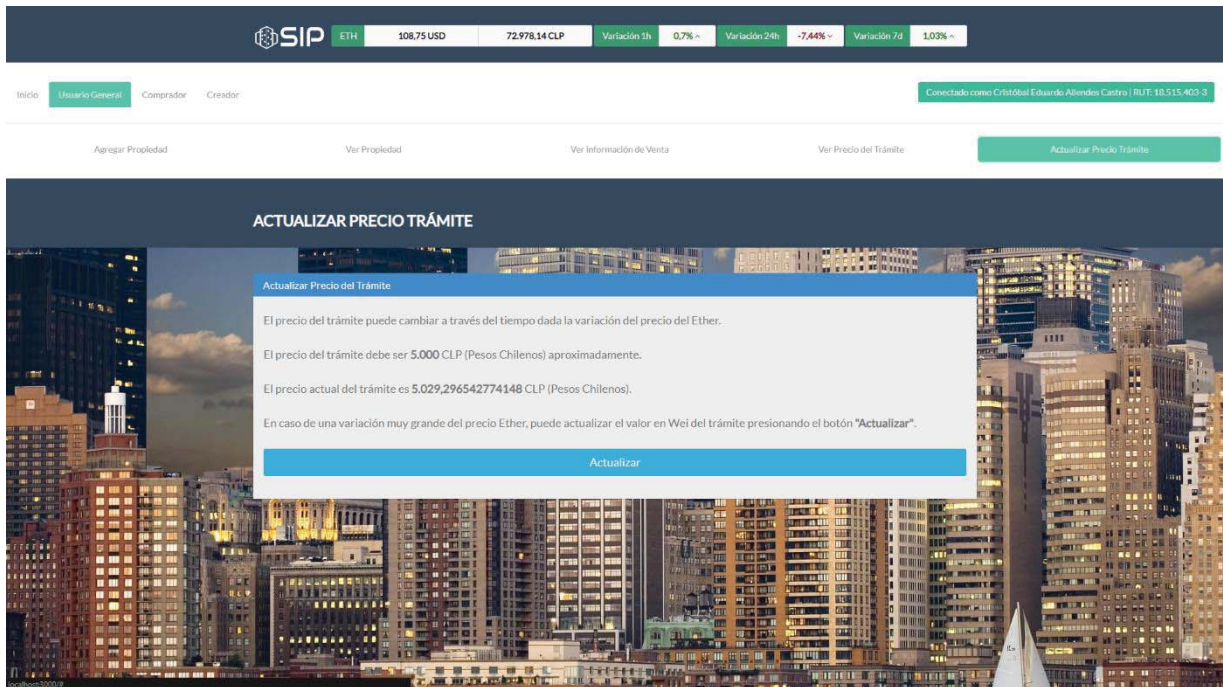 SIP ETH 108,75 USD 72.978,14 CLP Variación 1h 0,7% Variación 24h -7,44% Variación 7d 1,03%
Inicio Usuario General Comprador Creador Conectado como Cristóbal Eduardo Allendes Castro | RUT: 18.515.403-3
Agregar Propiedad Ver Propiedad Ver Información de Venta Ver Precio del Trámite Actualizar Precio Trámite
ACTUALIZAR PRECIO TRÁMITE
Actualizar Precio del Trámite
El precio del trámite puede cambiar a través del tiempo dada la variación del precio del Ether.
El precio del trámite debe ser 5.000 CLP (Pesos Chilenos) aproximadamente.
El precio actual del trámite es 5.029,296542774148 CLP (Pesos Chilenos).
En caso de una variación muy grande del precio Ether, puede actualizar el valor en Wei del trámite presionando el botón "Actualizar".
Actualizar
localhost:3000/#